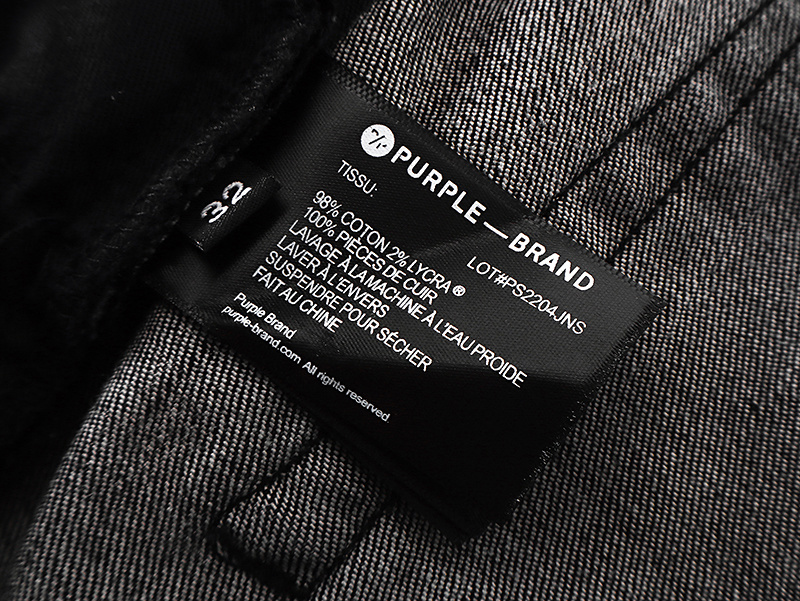 PURPLE—BRAND
LOT#PS2204JNS
TISSU:
98% COTON 2% LYCRA®
100% PIÈCES DE CUIR
LAVAGE À LA MACHINE À L'EAU PROIDE
LAVER À L'ENVERS
SUSPENDRE POUR SÉCHER
FAIT AU CHINE
Purple Brand
purple-brand.com All rights reserved.
32